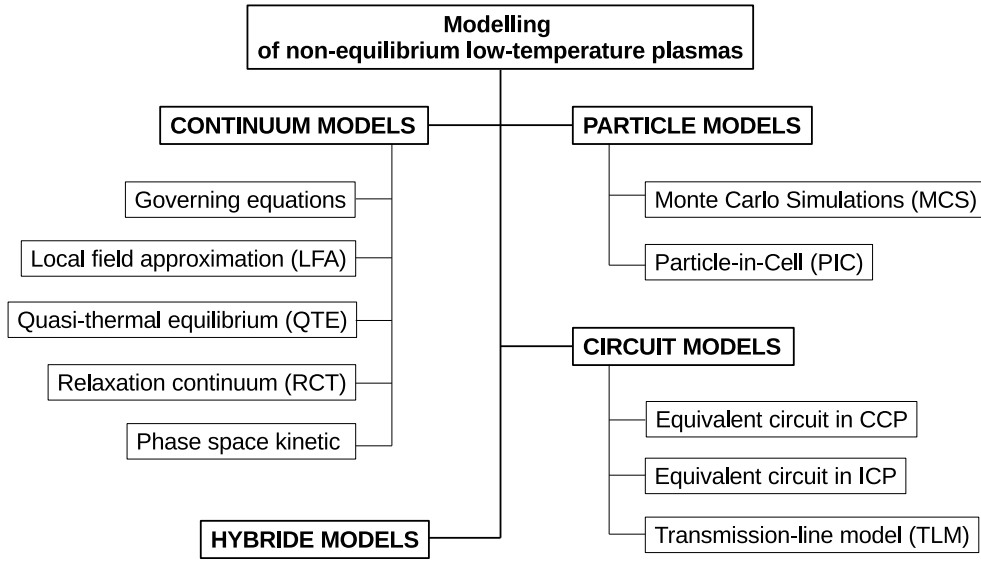 Modelling
of non-equilibrium low-temperature plasmas
CONTINUUM MODELS
Governing equations
Local field approximation (LFA)
Quasi-thermal equilibrium (QTE)
Relaxation continuum (RCT)
Phase space kinetic
HYBRIDE MODELS
PARTICLE MODELS
Monte Carlo Simulations (MCS)
Particle-in-Cell (PIC)
CIRCUIT MODELS
Equivalent circuit in CCP
Equivalent circuit in ICP
Transmission-line model (TLM)